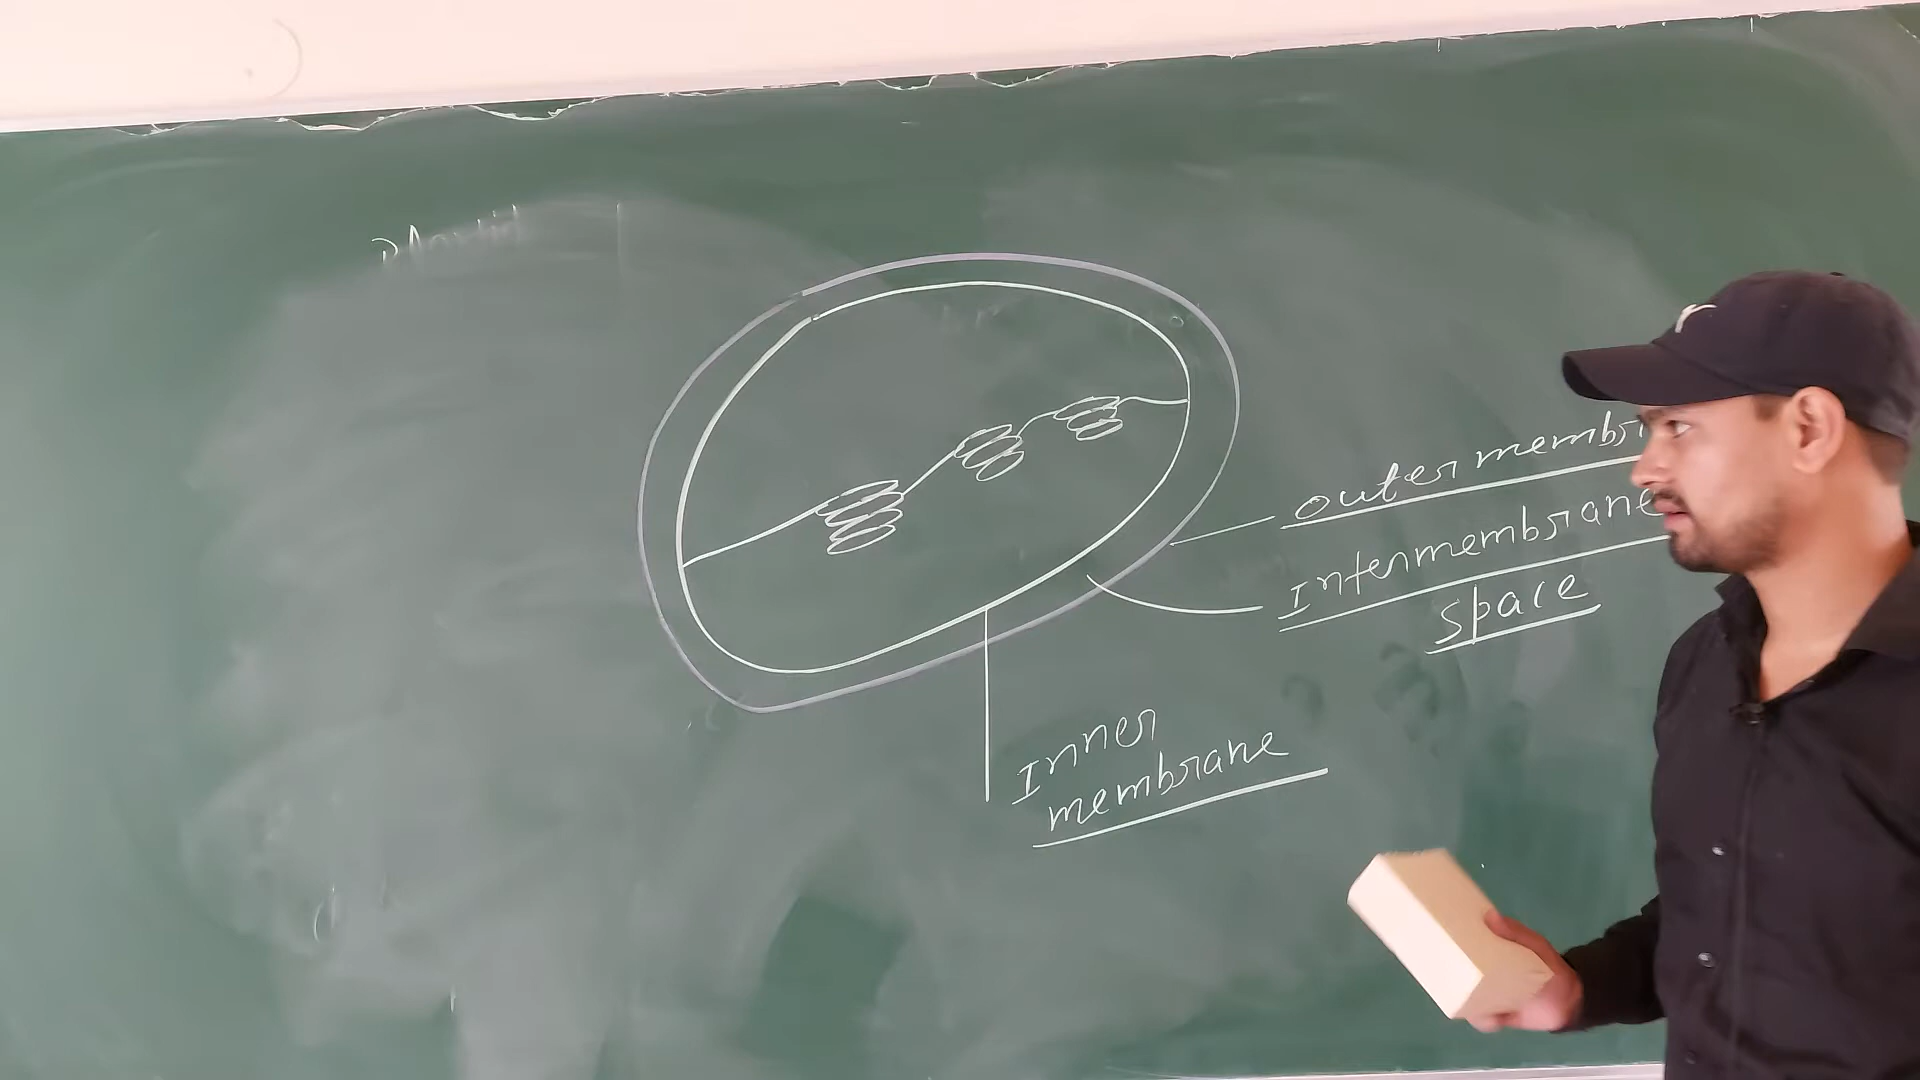 outer membr
Intermembrane
space
Inner
membrane